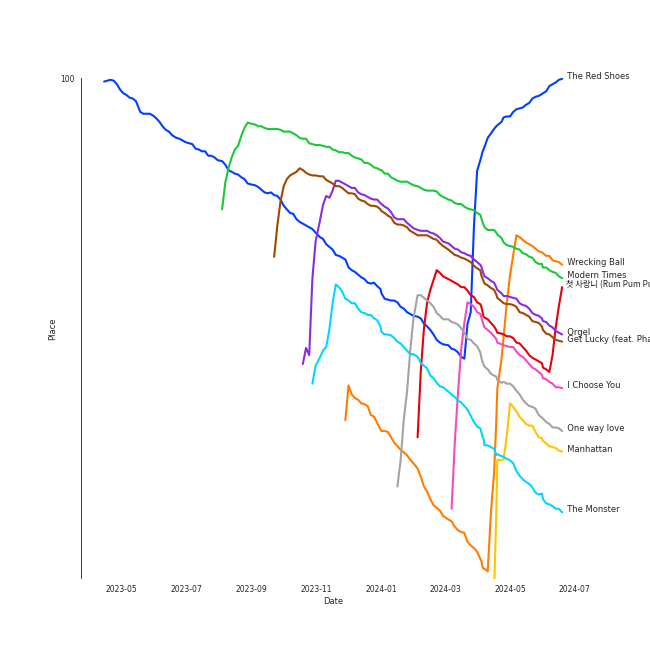 100
The Red Shoes
Wrecking Ball
Modern Times
첫 사랑니 (Rum Pum Pu
Orgel
Get Lucky (feat. Pha
I Choose You
One way love
Manhattan
The Monster
Place
2023-05 2023-07 2023-09 2023-11 2024-01 2024-03 2024-05 2024-07
Date